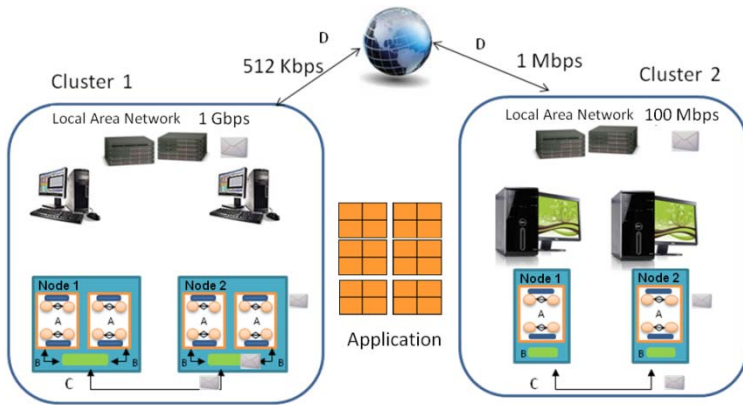 D
D
512 Kbps
1 Mbps
Cluster 1
Cluster 2
Local Area Network 1 Gbps
Local Area Network 100 Mbps
Node 1
Node 2
A
A
A
A
B
B
B
B
C
Application
Node 1
Node 2
A
A
B
B
C